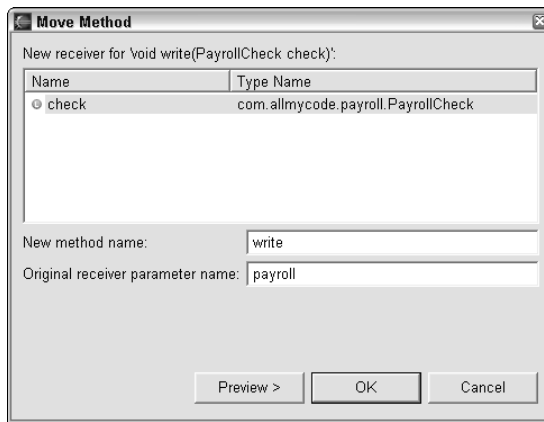 Move Method
New receiver for 'void write(PayrollCheck check)':
Name Type Name
check com.allmycode.payroll.PayrollCheck
New method name: write
Original receiver parameter name: payroll
Preview > OK Cancel